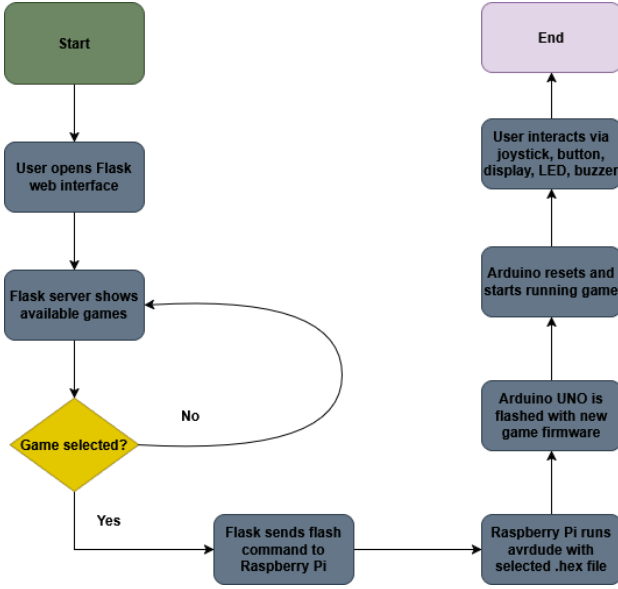 Start
User opens Flask
web interface
Flask server shows
available games
Game selected?
No
Yes
Flask sends flash
command to
Raspberry Pi
Raspberry Pi runs
avrdude with
selected .hex file
Arduino UNO is
flashed with new
game firmware
Arduino resets and
starts running game
User interacts via
joystick, button,
display, LED, buzzer
End